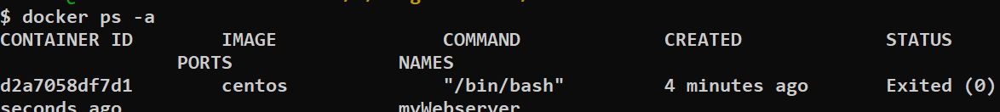 $ docker ps -a
CONTAINER ID IMAGE COMMAND CREATED STATUS
PORTS NAMES
d2a7058df7d1 centos "/bin/bash" 4 minutes ago Exited (0)
seconds ago myWebserver